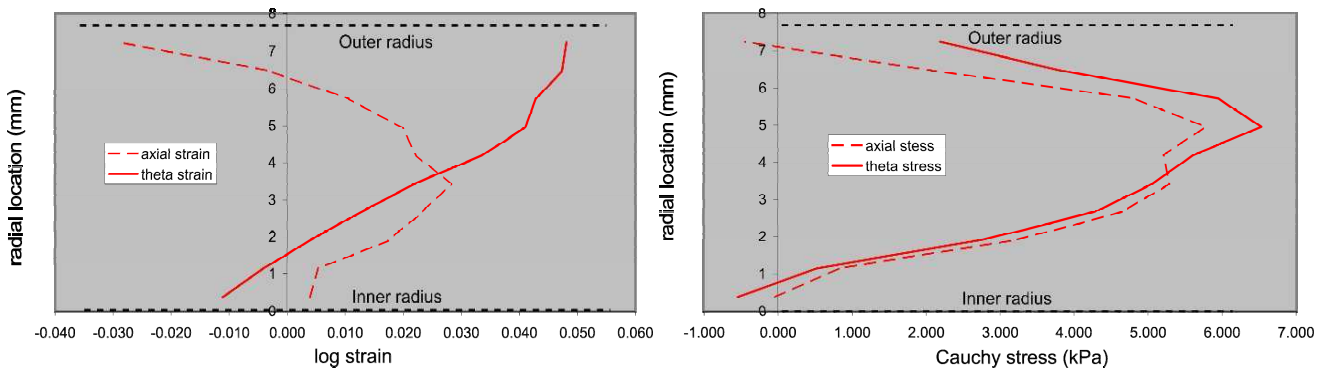 8
7
6
5
4
3
2
1
0
radial location (mm)
Outer radius
axial strain
theta strain
Inner radius
-0.040 -0.030 -0.020 -0.010 0.000 0.010 0.020 0.030 0.040 0.050 0.060
log strain
8
7
6
5
4
3
2
1
0
radial location (mm)
Outer radius
axial stess
theta stress
Inner radius
-1.000 0.000 1.000 2.000 3.000 4.000 5.000 6.000 7.000
Cauchy stress (kPa)